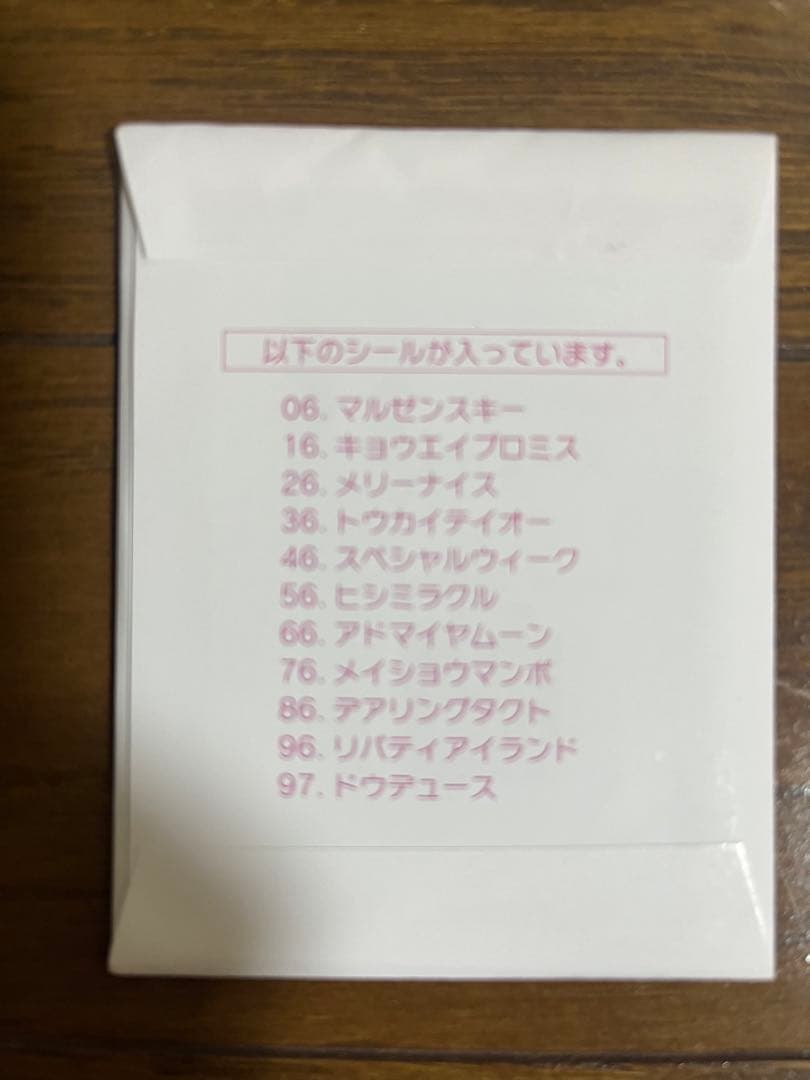 以下のシールが入っています。
06. マルゼンスキー
16. キョウエイプロミス
26. メリーナイス
36. トウカイテイオー
46. スペシャルウィーク
56. ヒシミラクル
66. アドマイヤムーン
76. メイショウマンボ
86. デアリングタクト
96. リバティアイランド
97. ドウデュース